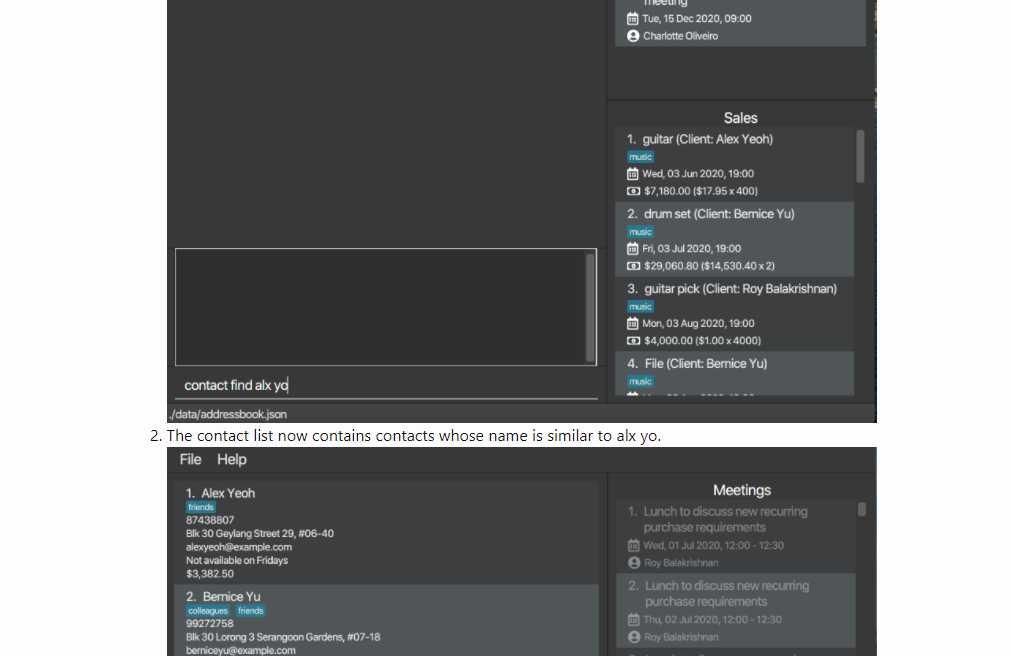 meeting
Tue, 15 Dec 2020, 09:00
Charlotte Oliveiro
Sales
1. guitar (Client: Alex Yeoh)
music
Wed, 03 Jun 2020, 19:00
$7,180.00 ($17.95 x 400)
2. drum set (Client: Bernice Yu)
music
Fri, 03 Jul 2020, 19:00
$29,060.80 ($14,530.40 x 2)
3. guitar pick (Client: Roy Balakrishnan)
music
Mon, 03 Aug 2020, 19:00
$4,000.00 ($1.00 x 4000)
4. File (Client: Bernice Yu)
music
contact find alx yo
./data/addressbook.json
2. The contact list now contains contacts whose name is similar to alx yo.
File Help
1. Alex Yeoh
friends
87438807
Blk 30 Geylang Street 29, #06-40
alexyeoh@example.com
Not available on Fridays
$3,382.50
2. Bernice Yu
colleagues friends
99272758
Blk 30 Lorong 3 Serangoon Gardens, #07-18
berniceyu@example.com
Meetings
1. Lunch to discuss new recurring
purchase requirements
Wed, 01 Jul 2020, 12:00 - 12:30
Roy Balakrishnan
2. Lunch to discuss new recurring
purchase requirements
Thu, 02 Jul 2020, 12:00 - 12:30
Roy Balakrishnan